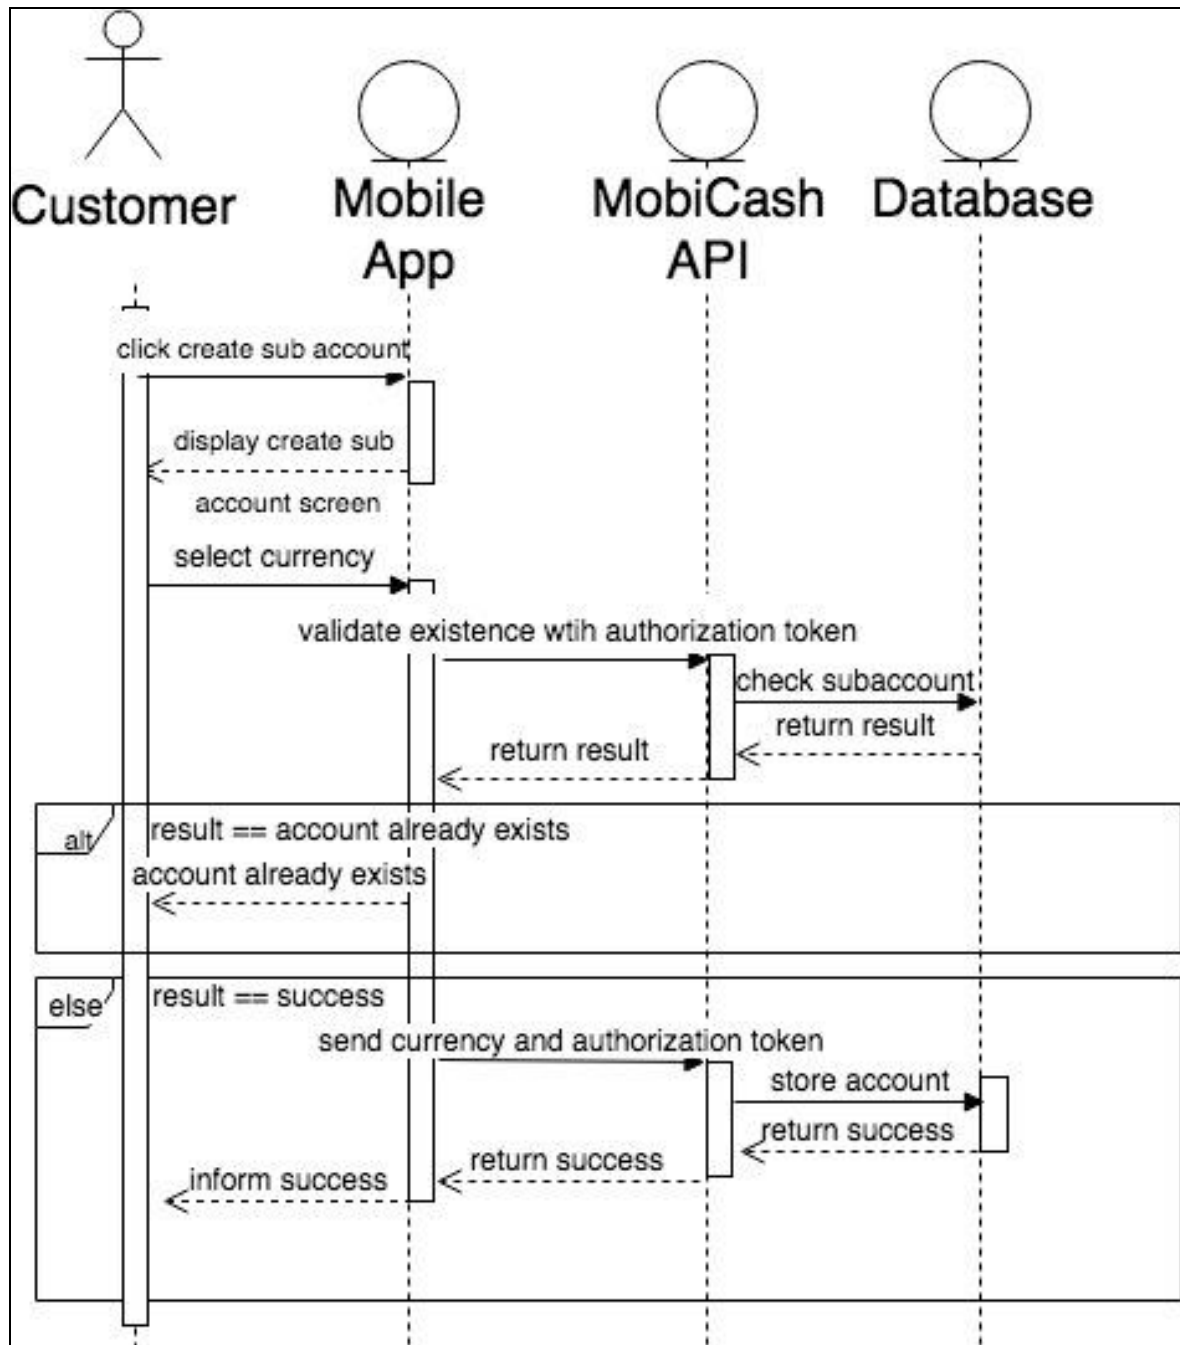 Customer
Mobile
App
MobiCash
API
Database
click create sub account
display create sub
account screen
select currency
validate existence wtih authorization token
check subaccount
return result
return result
alt
result == account already exists
account already exists
else
result == success
send currency and authorization token
store account
return success
return success
inform success